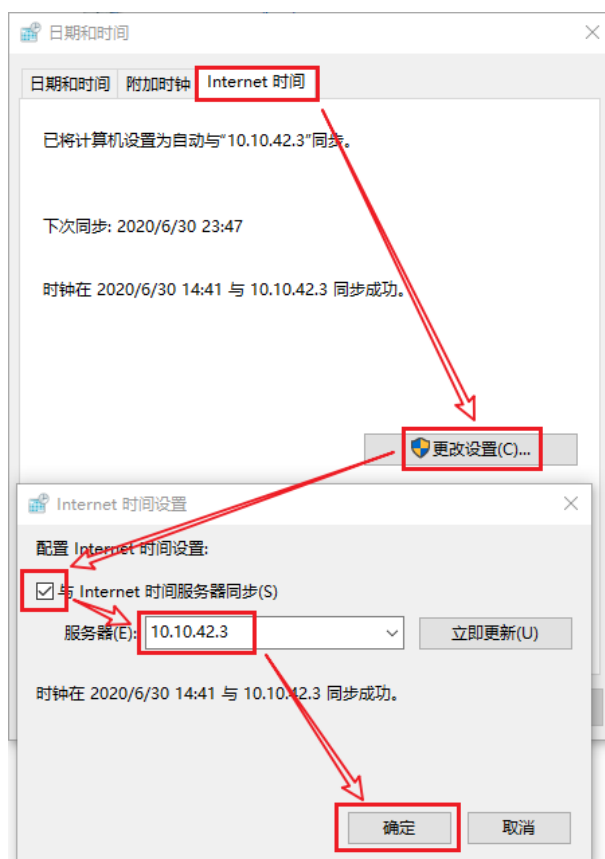 日期和时间
日期和时间 附加时钟 Internet 时间
已将计算机设置为自动与“10.10.42.3”同步。
下次同步: 2020/6/30 23:47
时钟在 2020/6/30 14:41 与 10.10.42.3 同步成功。
更改设置(C)...
Internet 时间设置
配置 Internet 时间设置:
与 Internet 时间服务器同步(S)
服务器(E): 10.10.42.3 立即更新(U)
时钟在 2020/6/30 14:41 与 10.10.42.3 同步成功。
确定 取消